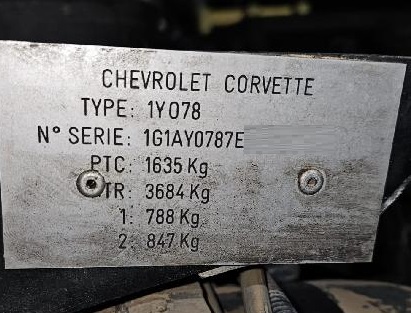 CHEVROLET CORVETTE
TYPE: 1Y078
N° SERIE: 1G1AY0787E
PTC: 1635 Kg
TR: 3684 Kg
1: 788 Kg
2: 847 Kg